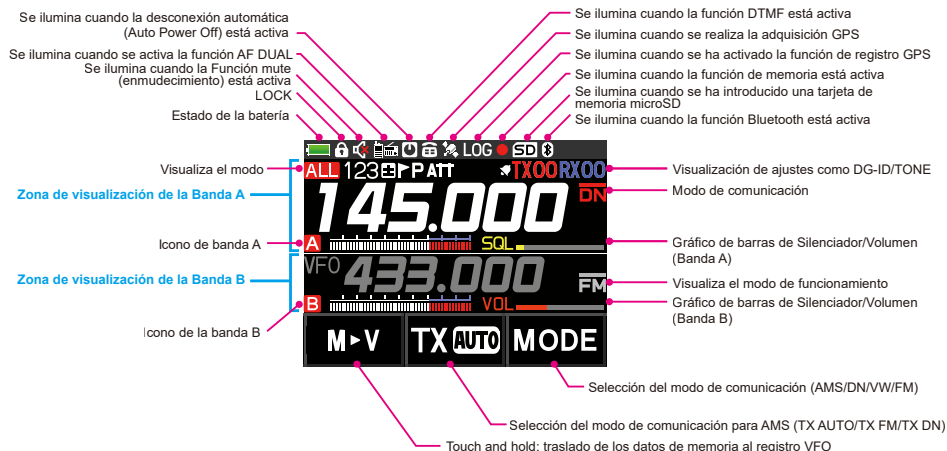 Se ilumina cuando la desconexión automática
(Auto Power Off) está activa
Se ilumina cuando se activa la función AF DUAL
Se ilumina cuando la Función mute
(enmudecimiento) está activa
LOCK
Estado de la batería
Visualiza el modo
Zona de visualización de la Banda A
Icono de banda A
Zona de visualización de la Banda B
Icono de la banda B
Se ilumina cuando la función DTMF está activa
Se ilumina cuando se realiza la adquisición GPS
Se ilumina cuando se ha activado la función de registro GPS
Se ilumina cuando la función de memoria está activa
Se ilumina cuando se ha introducido una tarjeta de
memoria microSD
Se ilumina cuando la función Bluetooth está activa
LOG SD
ALL 123 P ATT TX00 RX00
DN
145.000
A SQL
VFO 433.000 FM
B VOL
M►V TX AUTO MODE
Visualización de ajustes como DG-ID/TONE
Modo de comunicación
Gráfico de barras de Silenciador/Volumen
(Banda A)
Visualiza el modo de funcionamiento
Gráfico de barras de Silenciador/Volumen
(Banda B)
Selección del modo de comunicación (AMS/DN/VW/FM)
Selección del modo de comunicación para AMS (TX AUTO/TX FM/TX DN)
Touch and hold: traslado de los datos de memoria al registro VFO